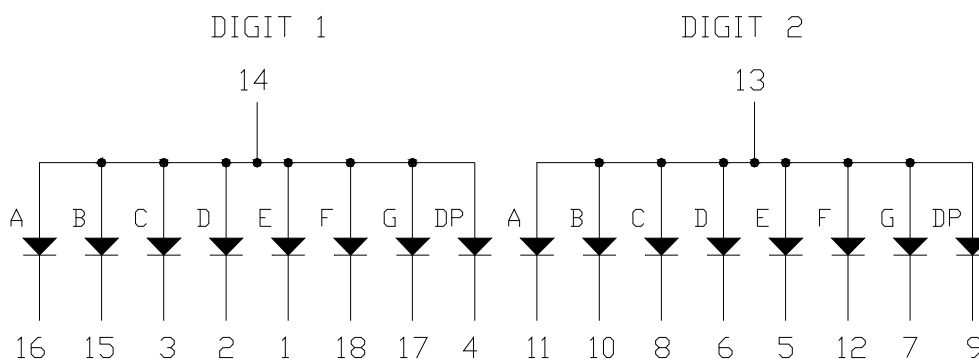 DIGIT 1 DIGIT 2
14 13
A B C D E F G DP A B C D E F G DP
16 15 3 2 1 18 17 4 11 10 8 6 5 12 7 9